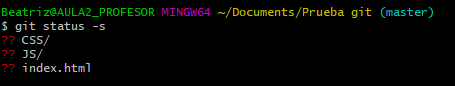 Beatriz@AULA2_PROFESOR MINGW64 ~/Documents/Prueba git (master)
$ git status -s
?? CSS/
?? JS/
?? index.html